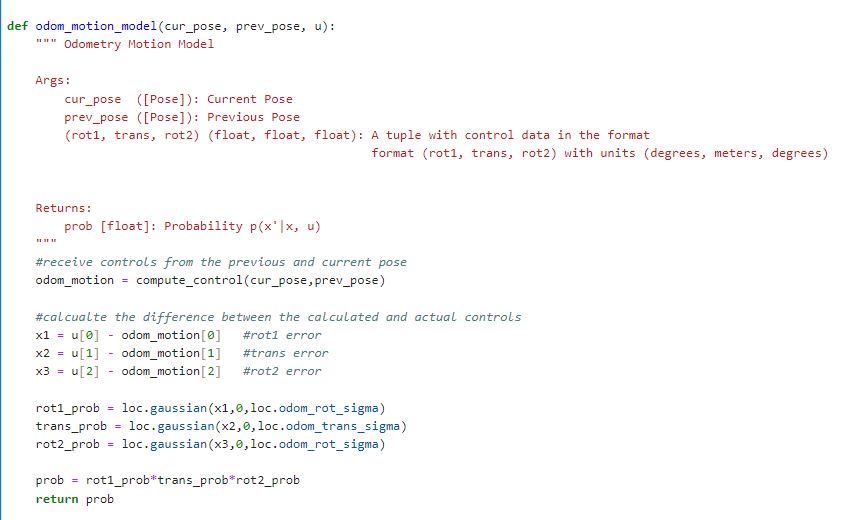 def odom_motion_model(cur_pose, prev_pose, u):
    """ Odometry Motion Model

    Args:
        cur_pose  ([Pose]): Current Pose
        prev_pose ([Pose]): Previous Pose
        (rot1, trans, rot2) (float, float, float): A tuple with control data in the format
                                                   format (rot1, trans, rot2) with units (degrees, meters, degrees)


    Returns:
        prob [float]: Probability p(x'|x, u)
    """
    #receive controls from the previous and current pose
    odom_motion = compute_control(cur_pose,prev_pose)

    #calcualte the difference between the calculated and actual controls
    x1 = u[0] - odom_motion[0]   #rot1 error
    x2 = u[1] - odom_motion[1]   #trans error
    x3 = u[2] - odom_motion[2]   #rot2 error

    rot1_prob = loc.gaussian(x1,0,loc.odom_rot_sigma)
    trans_prob = loc.gaussian(x2,0,loc.odom_trans_sigma)
    rot2_prob = loc.gaussian(x3,0,loc.odom_rot_sigma)

    prob = rot1_prob*trans_prob*rot2_prob
    return prob